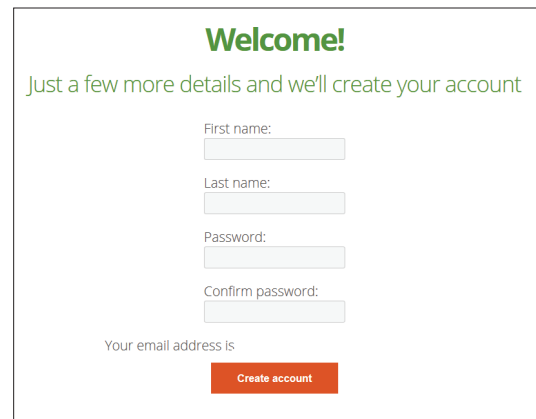 Welcome!
Just a few more details and we'll create your account
First name:
Last name:
Password:
Confirm password:
Your email address is
Create account